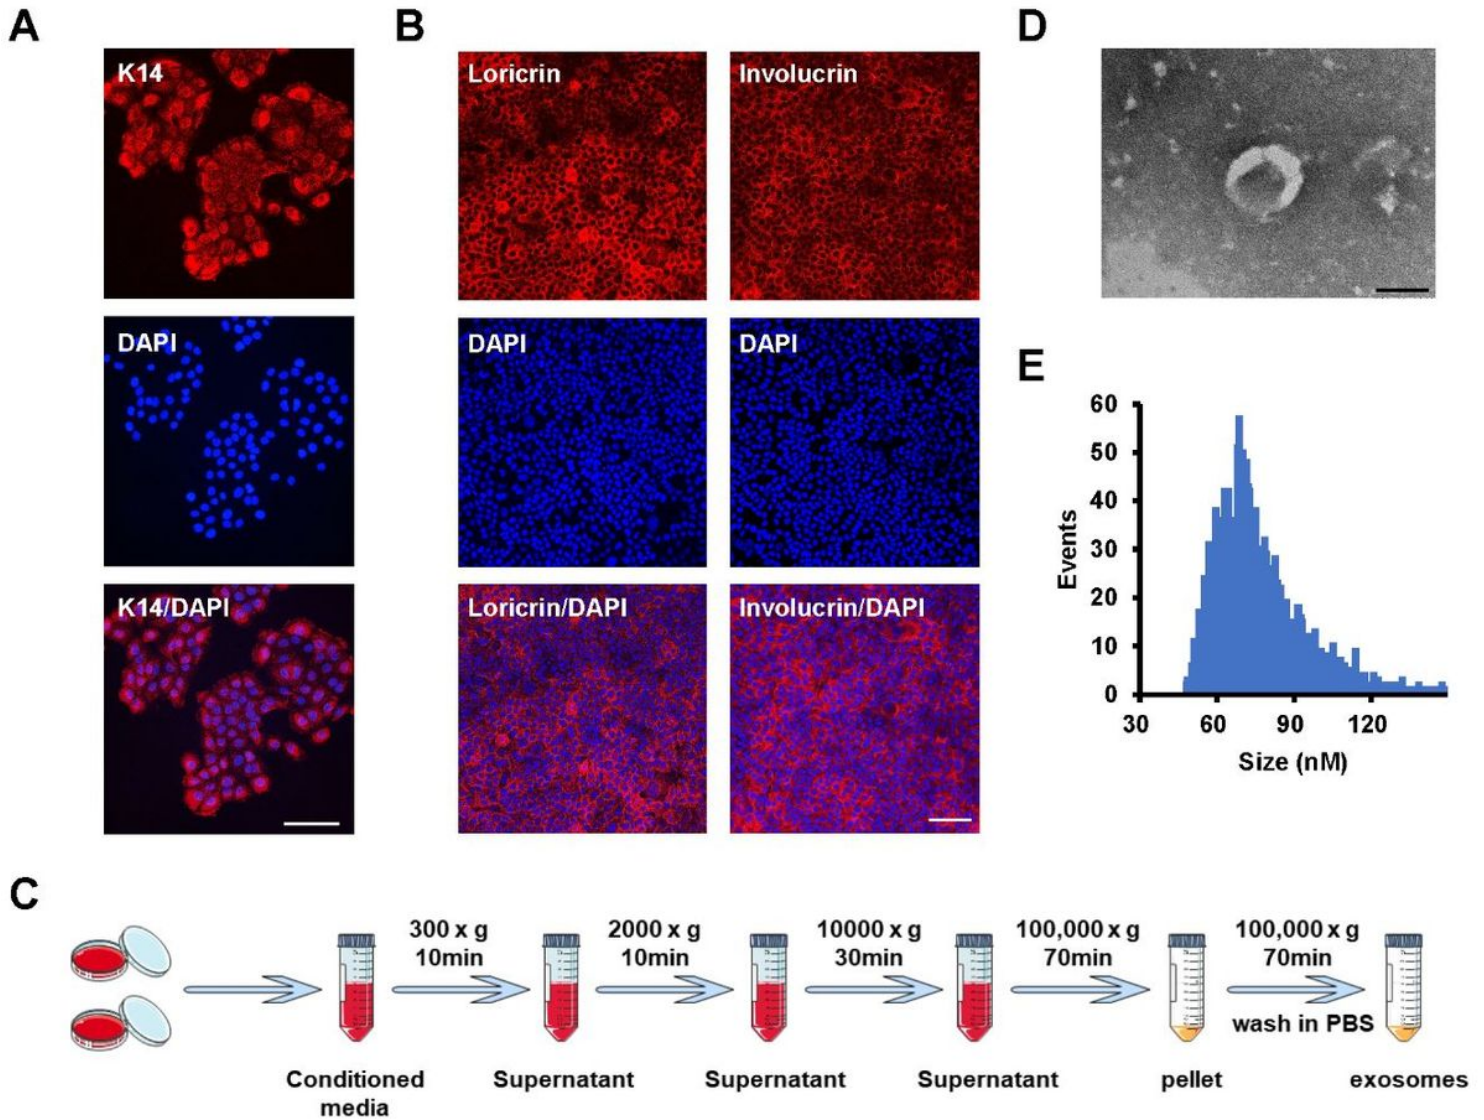 A
K14
DAPI
K14/DAPI
B
Loricrin
Involucrin
DAPI
DAPI
Loricrin/DAPI
Involucrin/DAPI
D
E
60
50
40
30
20
10
0
Events
30
60
90
120
Size (nM)
C
300 x g
10min
2000 x g
10min
10000 x g
30min
100,000 x g
70min
100,000 x g
70min
wash in PBS
Conditioned
media
Supernatant
Supernatant
Supernatant
pellet
exosomes